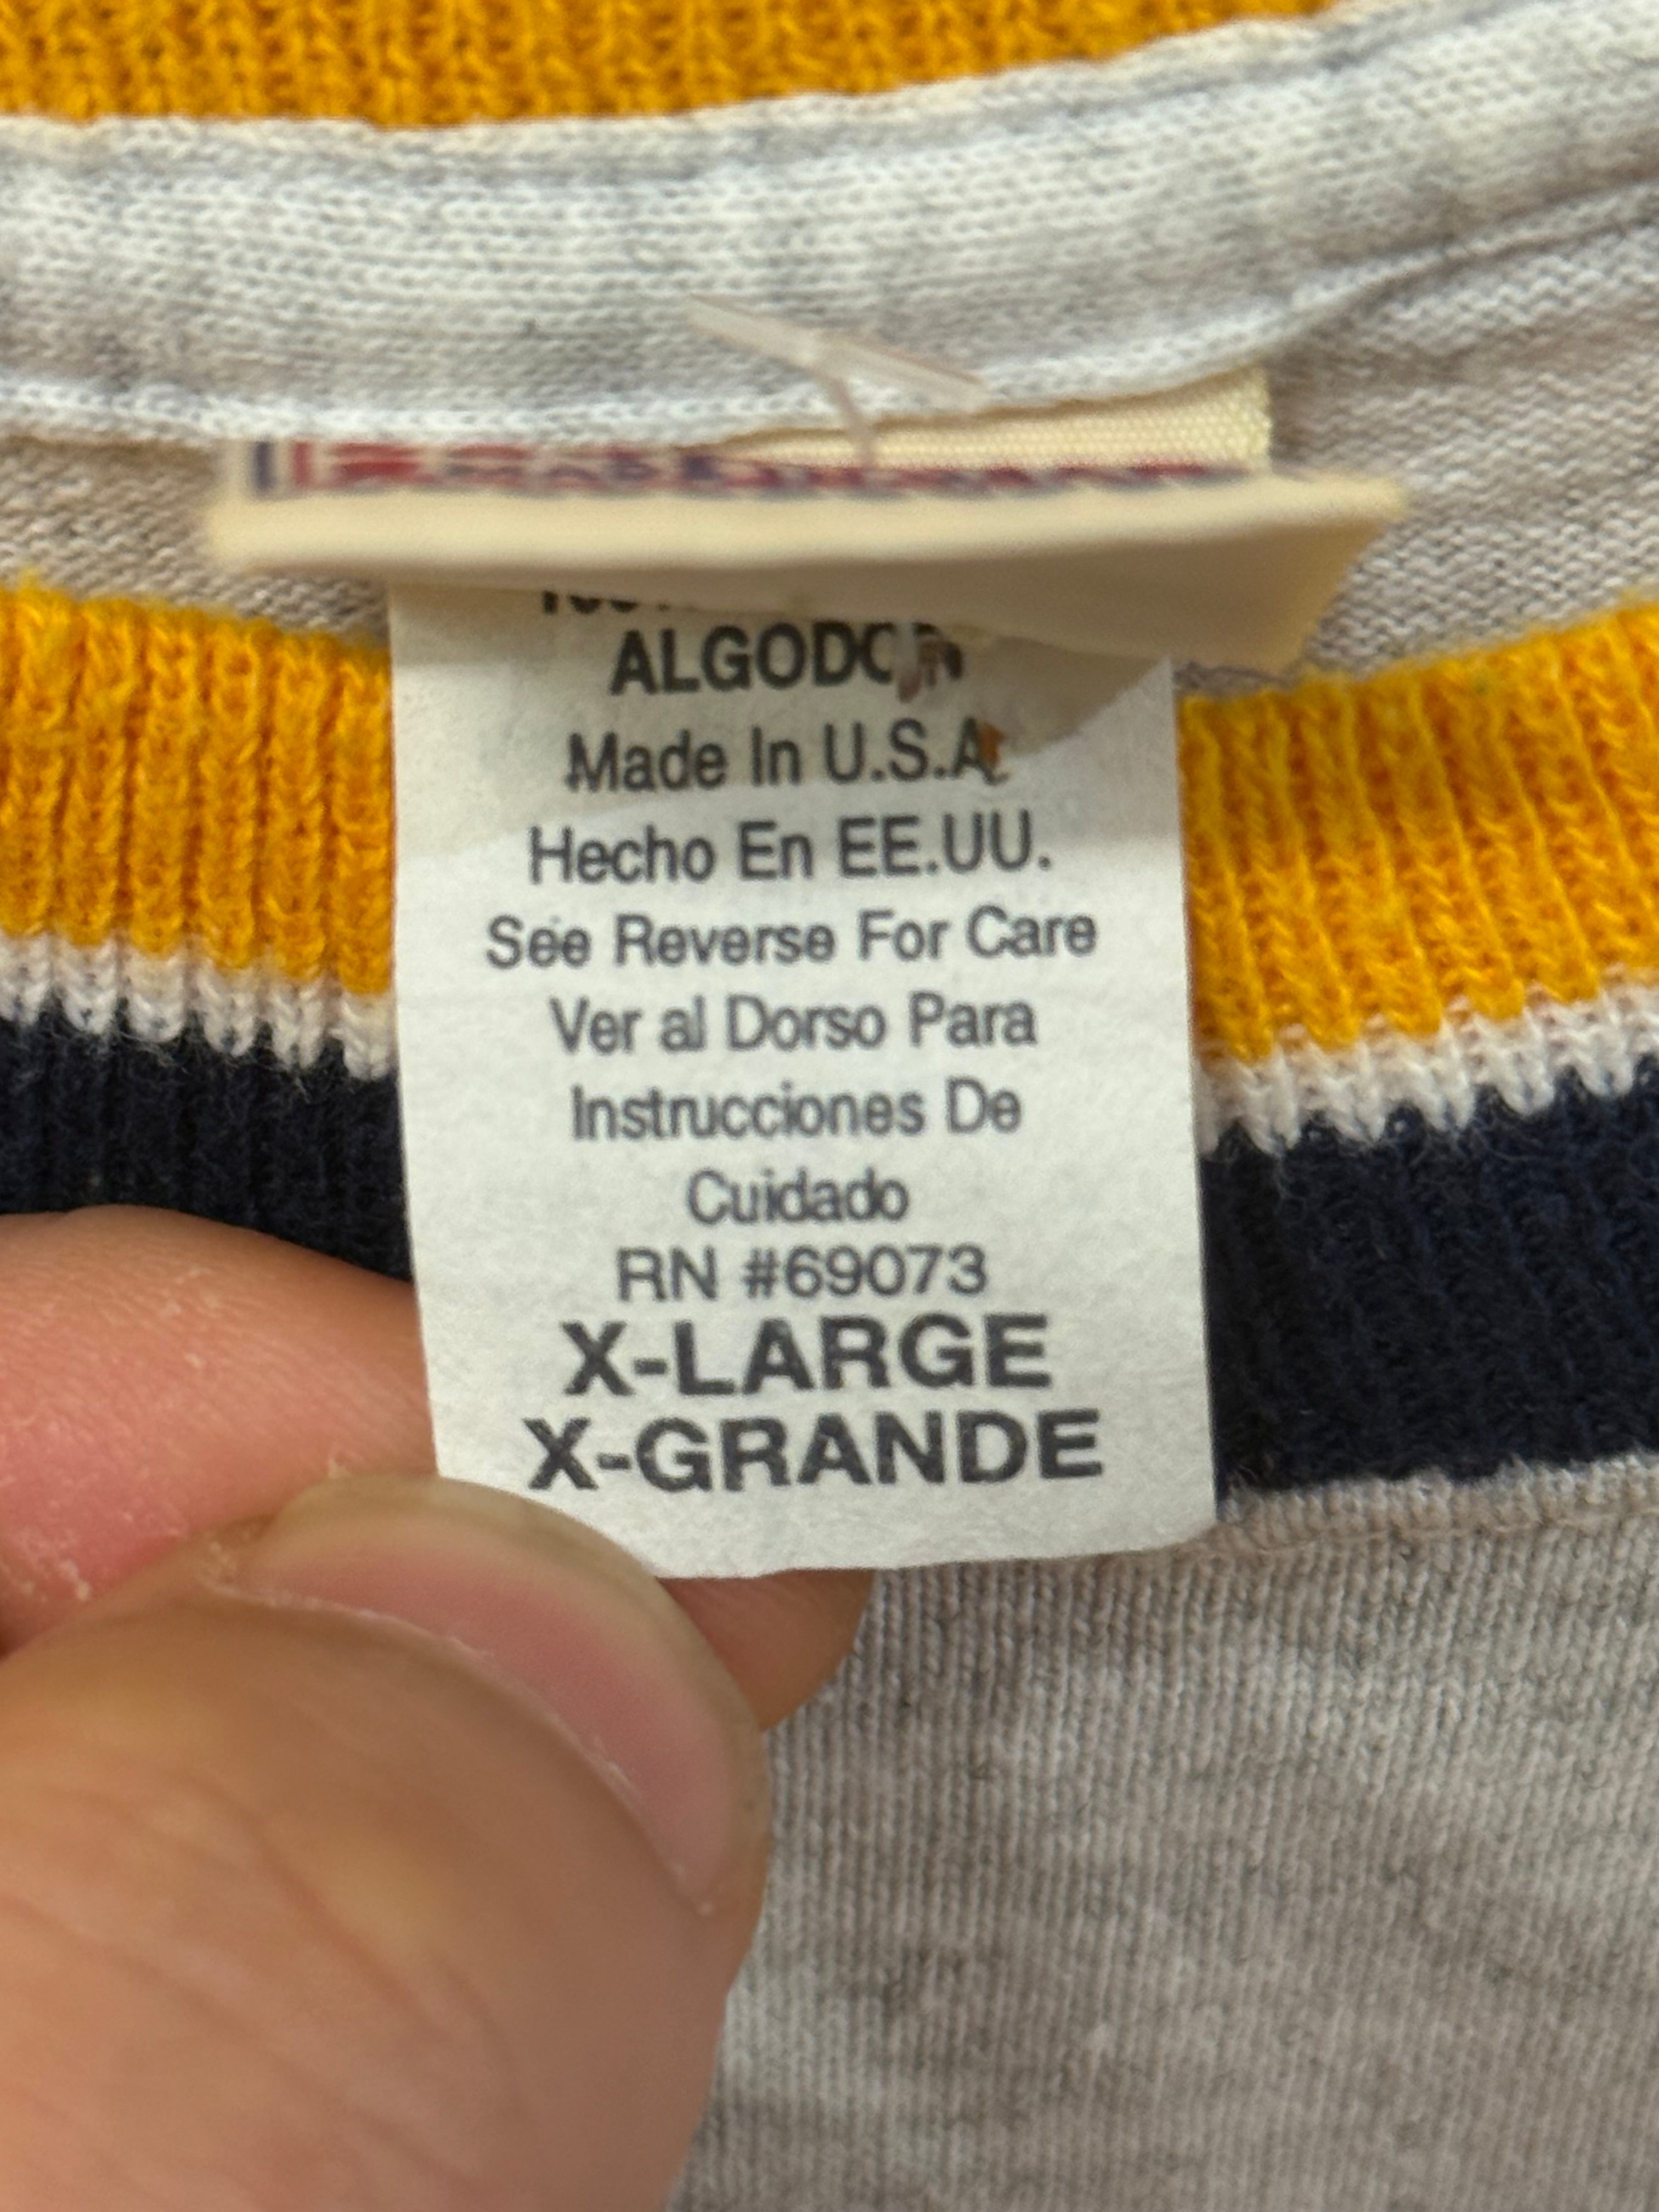 ALGODON
Made In U.S.A.
Hecho En EE.UU.
See Reverse For Care
Ver al Dorso Para
Instrucciones De
Cuidado
RN #69073
X-LARGE
X-GRANDE